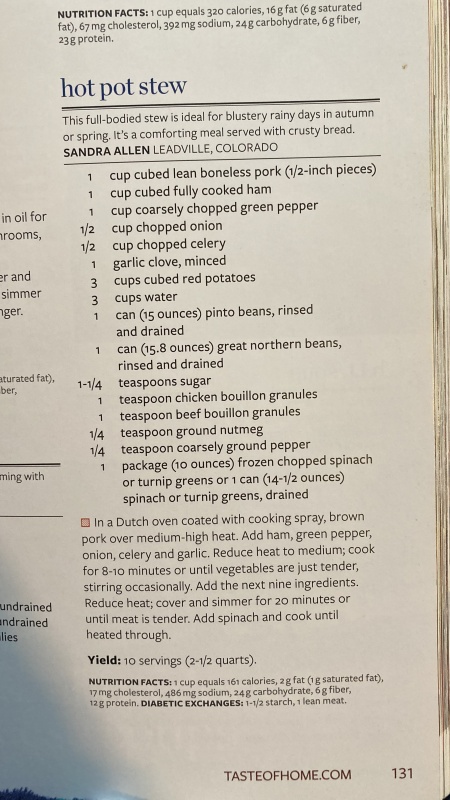 NUTRITION FACTS: 1 cup equals 320 calories, 16 g fat (6 g saturated
fat), 67 mg cholesterol, 392 mg sodium, 24 g carbohydrate, 6 g fiber,
23 g protein.
hot pot stew
This full-bodied stew is ideal for blustery rainy days in autumn
or spring. It's a comforting meal served with crusty bread.
SANDRA ALLEN LEADVILLE, COLORADO
1 cup cubed lean boneless pork (1/2-inch pieces)
1 cup cubed fully cooked ham
1 cup coarsely chopped green pepper
1/2 cup chopped onion
1/2 cup chopped celery
1 garlic clove, minced
3 cups cubed red potatoes
3 cups water
1 can (15 ounces) pinto beans, rinsed
and drained
1 can (15.8 ounces) great northern beans,
rinsed and drained
1-1/4 teaspoons sugar
1 teaspoon chicken bouillon granules
1 teaspoon beef bouillon granules
1/4 teaspoon ground nutmeg
1/4 teaspoon coarsely ground pepper
1 package (10 ounces) frozen chopped spinach
or turnip greens or 1 can (14-1/2 ounces)
spinach or turnip greens, drained
In a Dutch oven coated with cooking spray, brown
pork over medium-high heat. Add ham, green pepper,
onion, celery and garlic. Reduce heat to medium; cook
for 8-10 minutes or until vegetables are just tender,
stirring occasionally. Add the next nine ingredients.
Reduce heat; cover and simmer for 20 minutes or
until meat is tender. Add spinach and cook until
heated through.
Yield: 10 servings (2-1/2 quarts).
NUTRITION FACTS: 1 cup equals 161 calories, 2 g fat (1 g saturated fat),
17 mg cholesterol, 486 mg sodium, 24 g carbohydrate, 6 g fiber,
12 g protein. DIABETIC EXCHANGES: 1-1/2 starch, 1 lean meat.
TASTEOFHOME.COM 131
in oil for
and
simmer
fat),
with
undrained